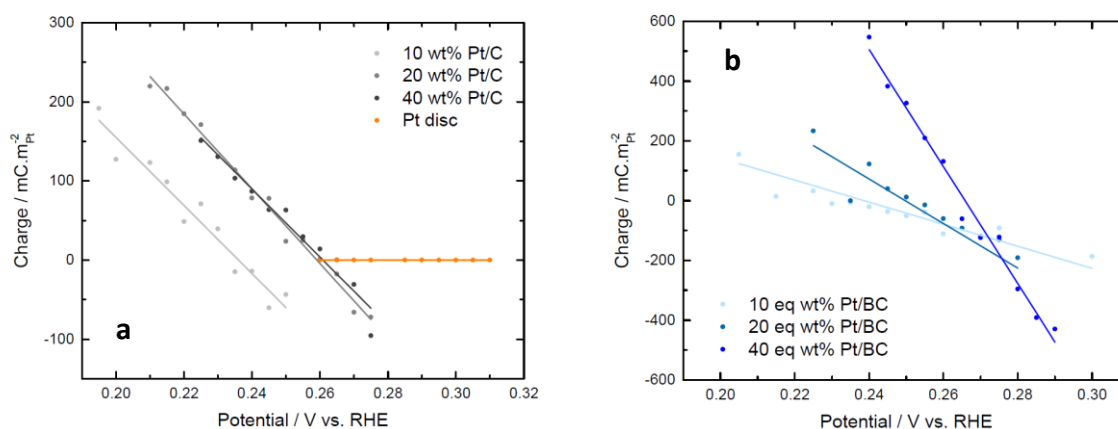 300
200
100
0
-100
Charge / mC.m_Pt^-2
a
10 wt% Pt/C
20 wt% Pt/C
40 wt% Pt/C
Pt disc
0.20 0.22 0.24 0.26 0.28 0.30 0.32
Potential / V vs. RHE
600
400
200
0
-200
-400
-600
Charge / mC.m_Pt^-2
b
10 eq wt% Pt/BC
20 eq wt% Pt/BC
40 eq wt% Pt/BC
0.20 0.22 0.24 0.26 0.28 0.30
Potential / V vs. RHE